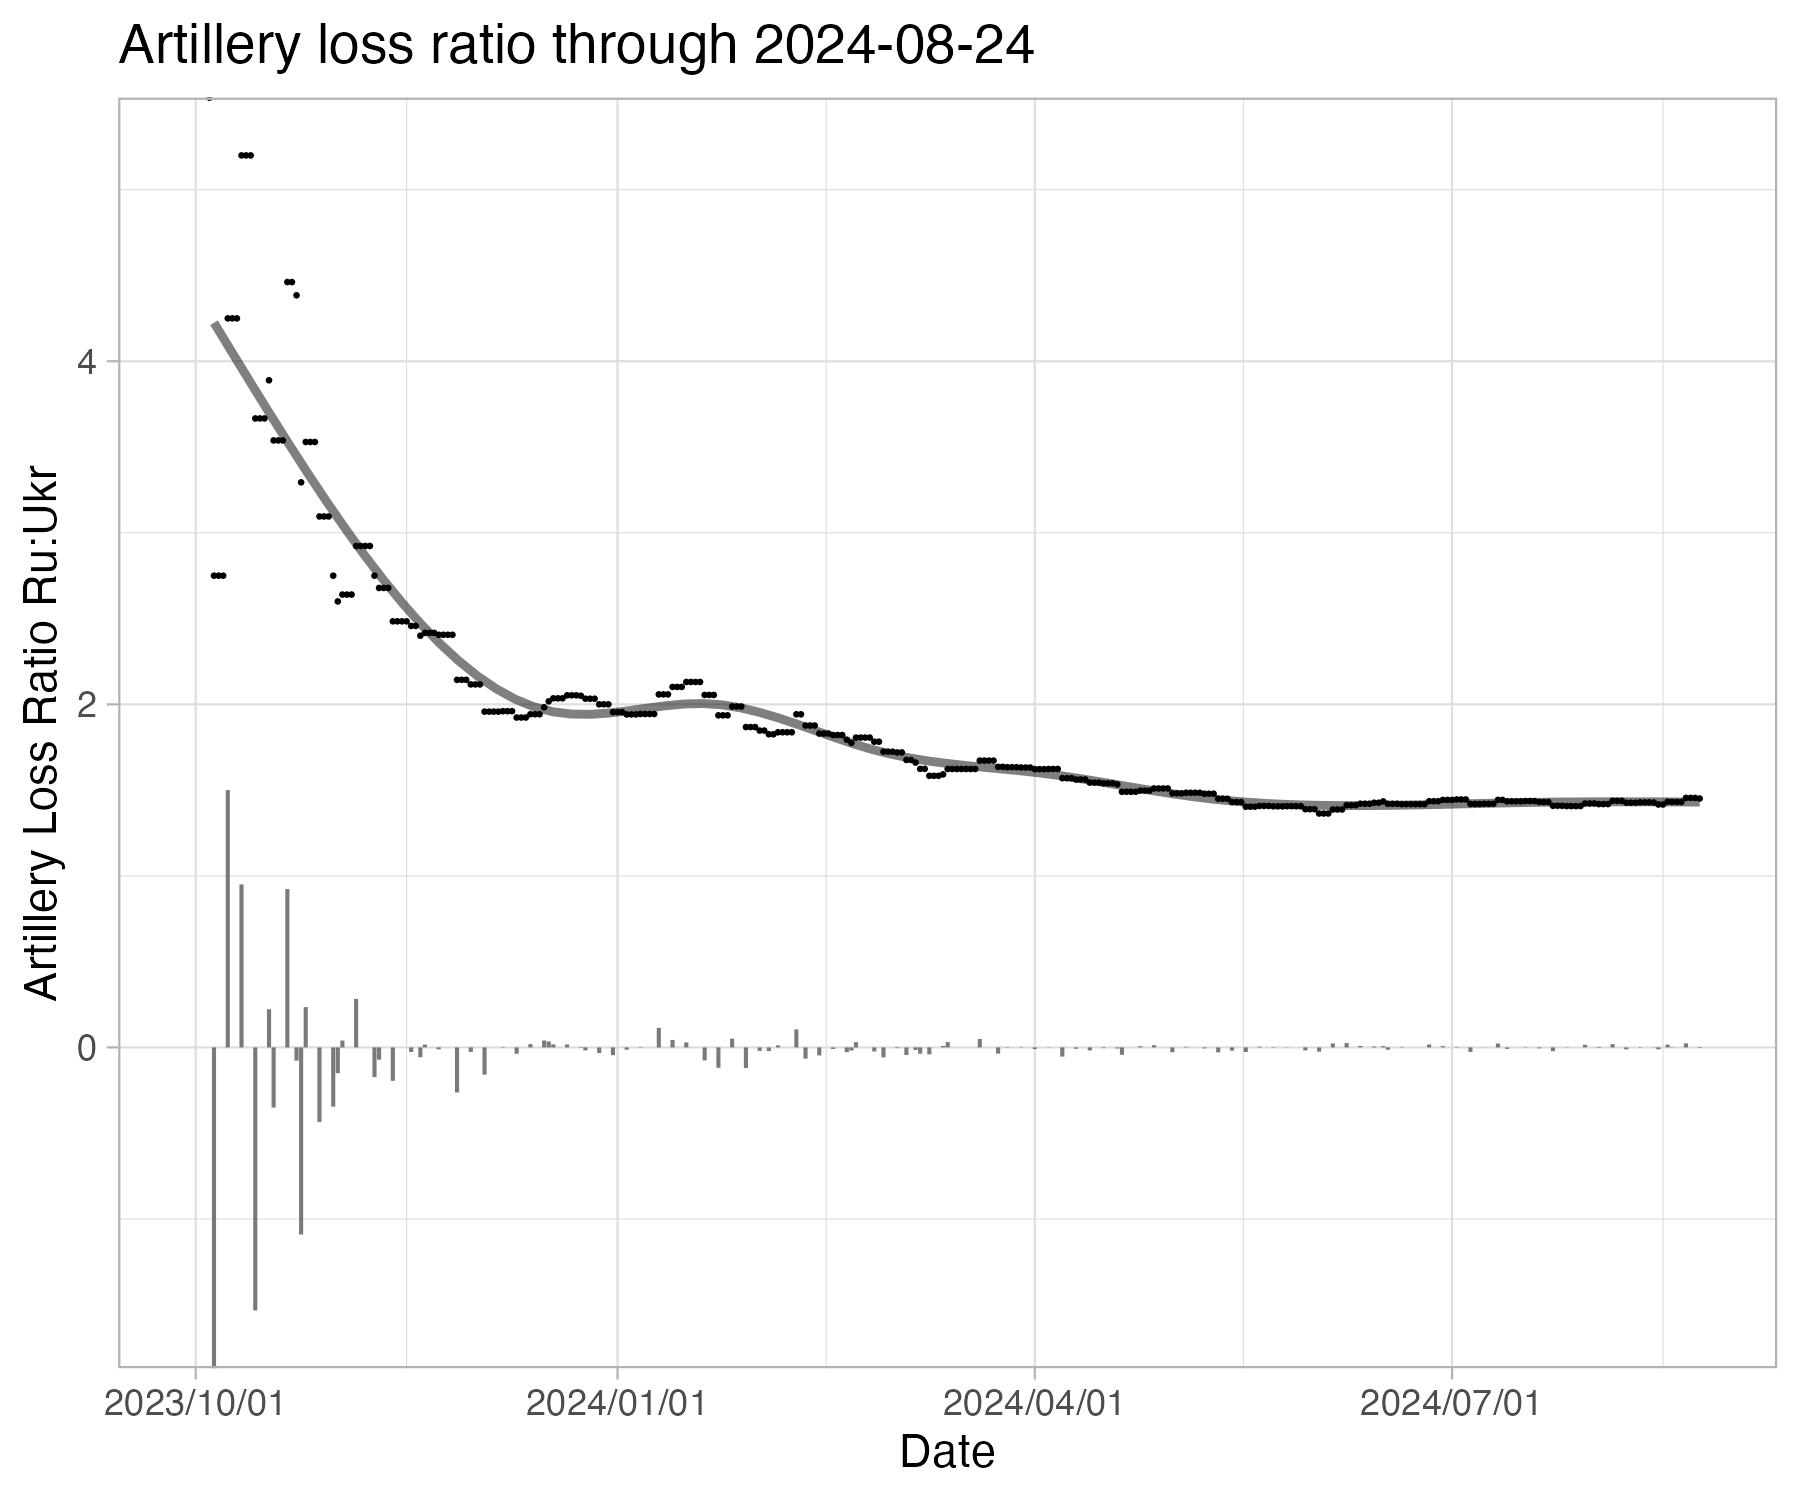 Artillery loss ratio through 2024-08-24
Artillery Loss Ratio Ru:Ukr
4
2
0
2023/10/01
2024/01/01
2024/04/01
2024/07/01
Date